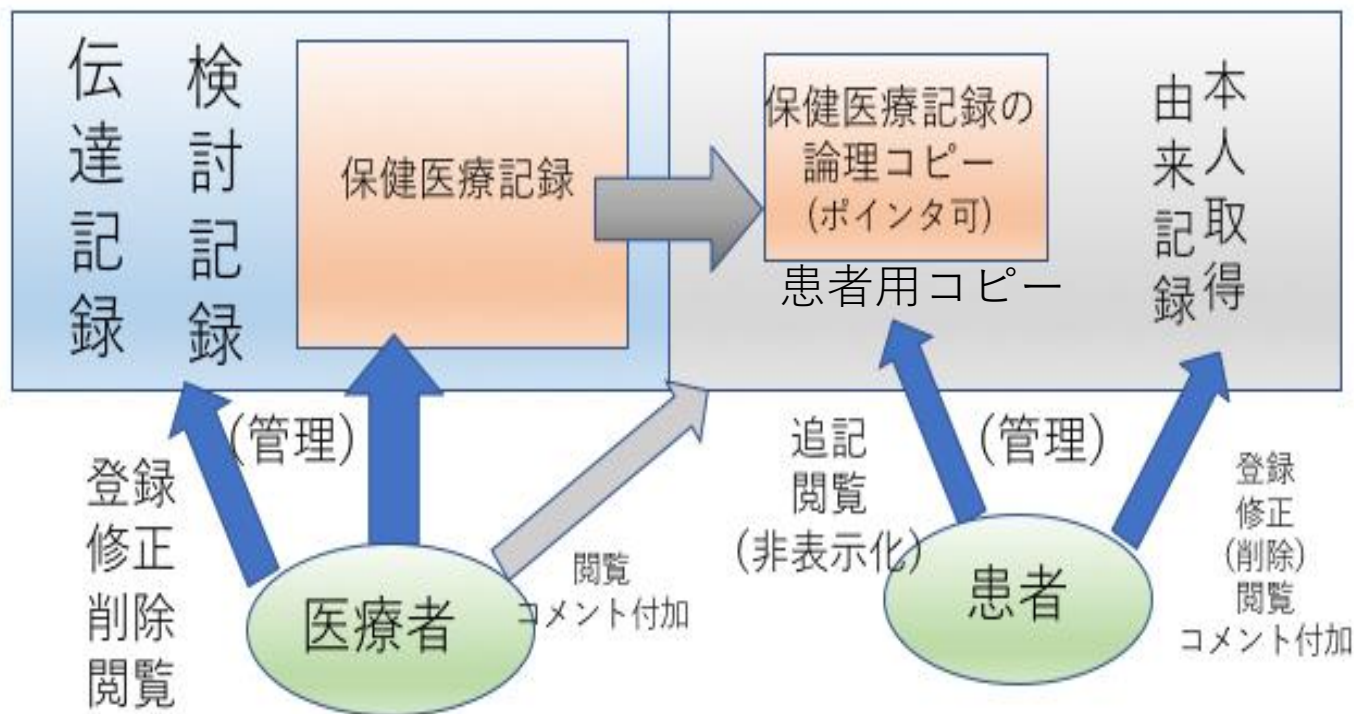 伝達記録
検討記録
保健医療記録
保健医療記録の
論理コピー
(ポインタ可)
患者用コピー
本人取得
由来記録
(管理)
登録
修正
削除
閲覧
医療者
閲覧
コメント付加
追記
閲覧
(非表示化)
(管理)
患者
登録
修正
(削除)
閲覧
コメント付加